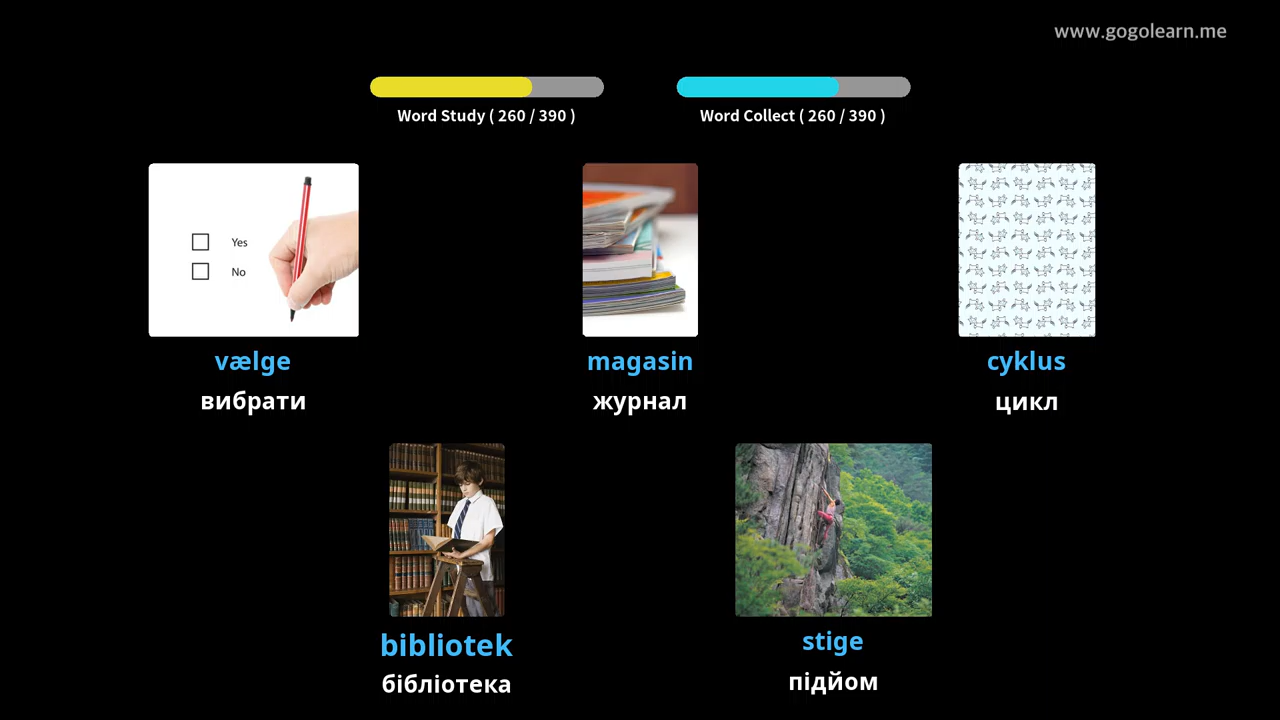 www.gogolearn.me
Word Study ( 260 / 390 )
Word Collect ( 260 / 390 )
Yes
No
vælge
magasin
cyklus
вибрати
журнал
цикл
bibliotek
stige
бібліотека
підйом